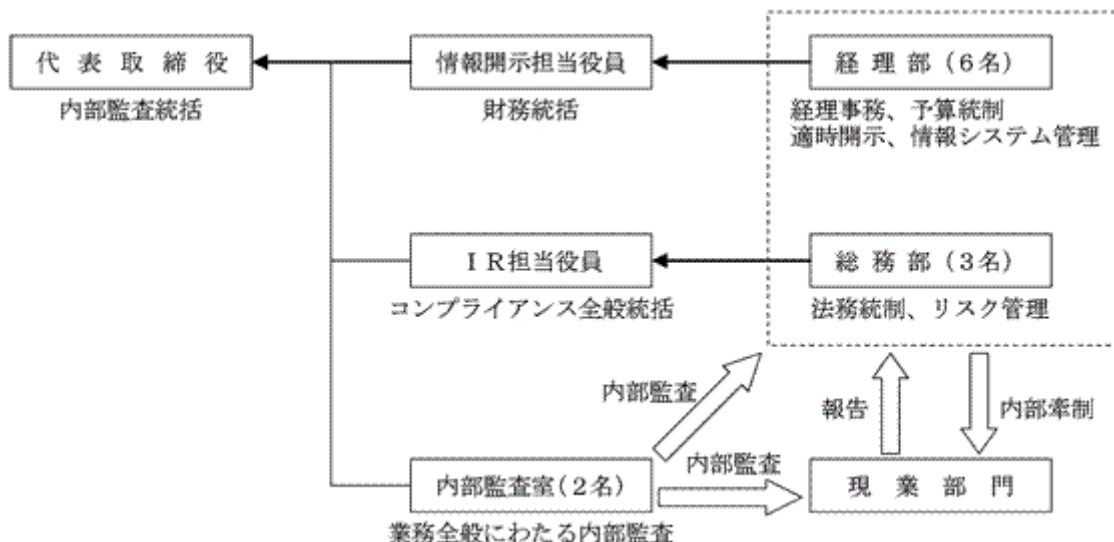 代表取締役
内部監査統括
情報開示担当役員
財務統括
経理部（6名）
経理事務、予算統制
適時開示、情報システム管理
ＩＲ担当役員
コンプライアンス全般統括
総務部（3名）
法務統制、リスク管理
内部監査
報告
内部牽制
内部監査室（2名）
業務全般にわたる内部監査
内部監査
現業部門